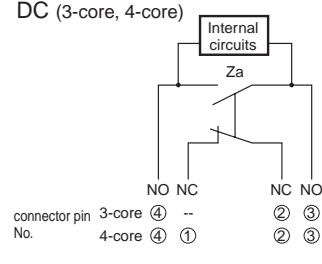 DC (3-core, 4-core)
Internal
circuits
Za
NO NC NC NO
connector pin 3-core ④ -- ② ③
No. 4-core ④ ① ② ③